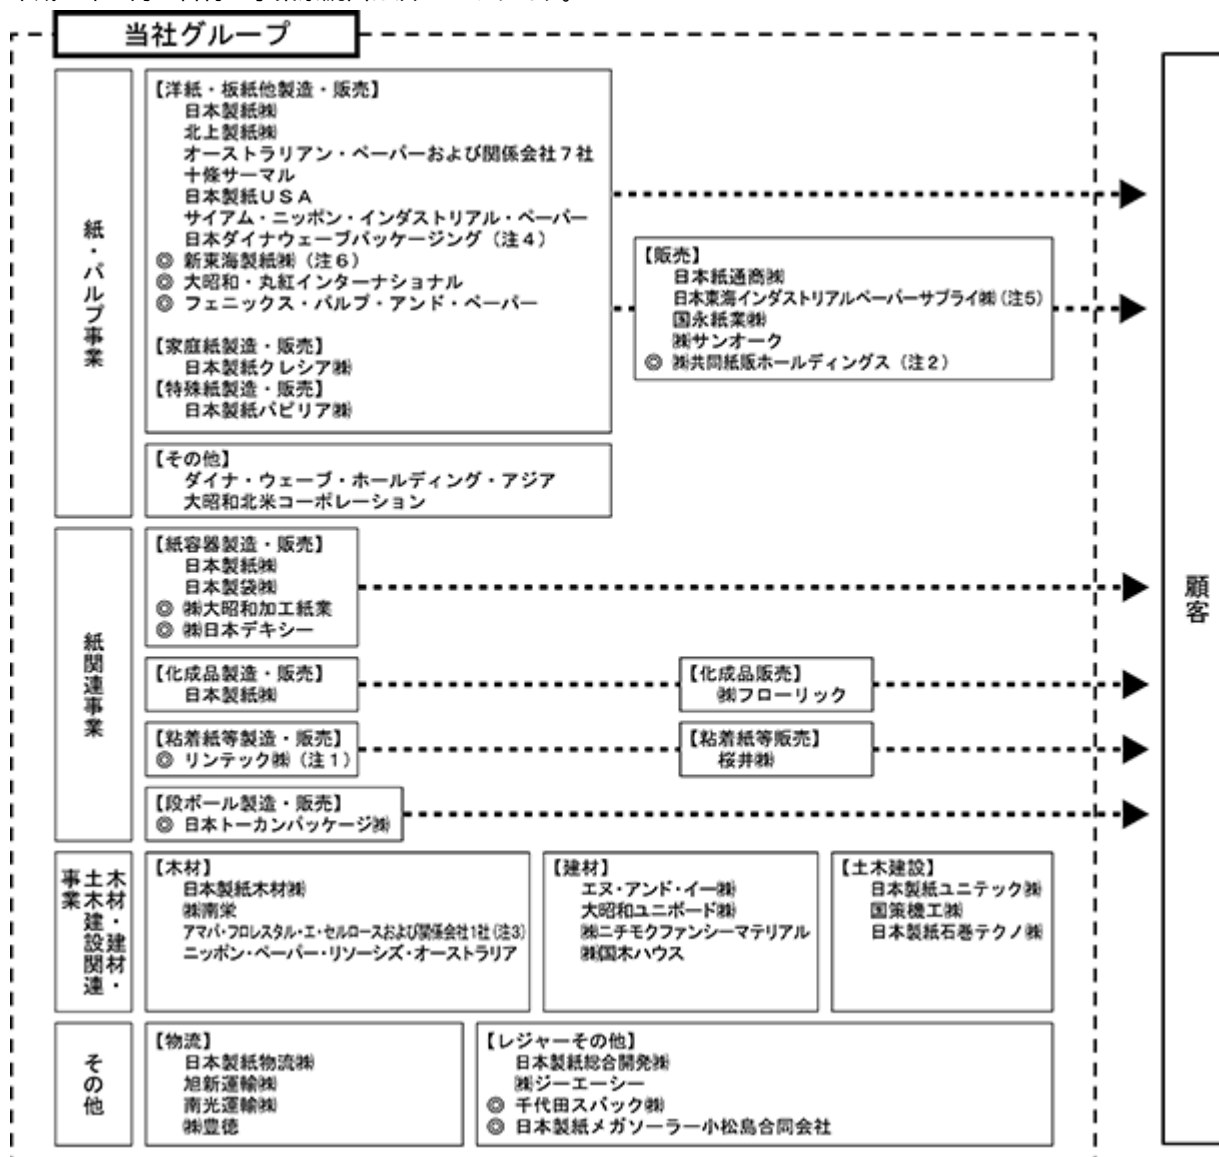 当社グループ
紙・パルプ事業
【洋紙・板紙他製造・販売】
日本製紙㈱
北上製紙㈱
オーストラリアン・ペーパーおよび関係会社７社
十條サーマル
日本製紙ＵＳＡ
サイアム・ニッポン・インダストリアル・ペーパー
日本ダイナウェーブパッケージング（注４）
◎ 新東海製紙㈱（注６）
◎ 大昭和・丸紅インターナショナル
◎ フェニックス・パルプ・アンド・ペーパー
【家庭紙製造・販売】
日本製紙クレシア㈱
【特殊紙製造・販売】
日本製紙パピリア㈱
【販売】
日本紙通商㈱
日本東海インダストリアルペーパーサプライ㈱（注５）
国永紙業㈱
㈱サンオーク
◎ ㈱共同紙販ホールディングス（注２）
【その他】
ダイナ・ウェーブ・ホールディング・アジア
大昭和北米コーポレーション
紙関連事業
【紙容器製造・販売】
日本製紙㈱
日本製袋㈱
◎ ㈱大昭和加工紙業
◎ ㈱日本デキシー
【化成品製造・販売】
日本製紙㈱
【化成品販売】
㈱フローリック
【粘着紙等製造・販売】
◎ リンテック㈱（注１）
【粘着紙等販売】
桜井㈱
【段ボール製造・販売】
◎ 日本トーカンパッケージ㈱
木材・建材・
土木建設関連
事業
【木材】
日本製紙木材㈱
㈱南栄
アマパ・フロレスタル・エ・セルロースおよび関係会社１社（注３）
ニッポン・ペーパー・リソーシズ・オーストラリア
【建材】
エヌ・アンド・イー㈱
大昭和ユニボード㈱
㈱ニチモクファンシーマテリアル
㈱国木ハウス
【土木建設】
日本製紙ユニテック㈱
国策機工㈱
日本製紙石巻テクノ㈱
その他
【物流】
日本製紙物流㈱
旭新運輸㈱
南光運輸㈱
㈱豊徳
【レジャーその他】
日本製紙総合開発㈱
㈱ジーエーシー
◎ 千代田スバック㈱
◎ 日本製紙メガソーラー小松島合同会社
顧客